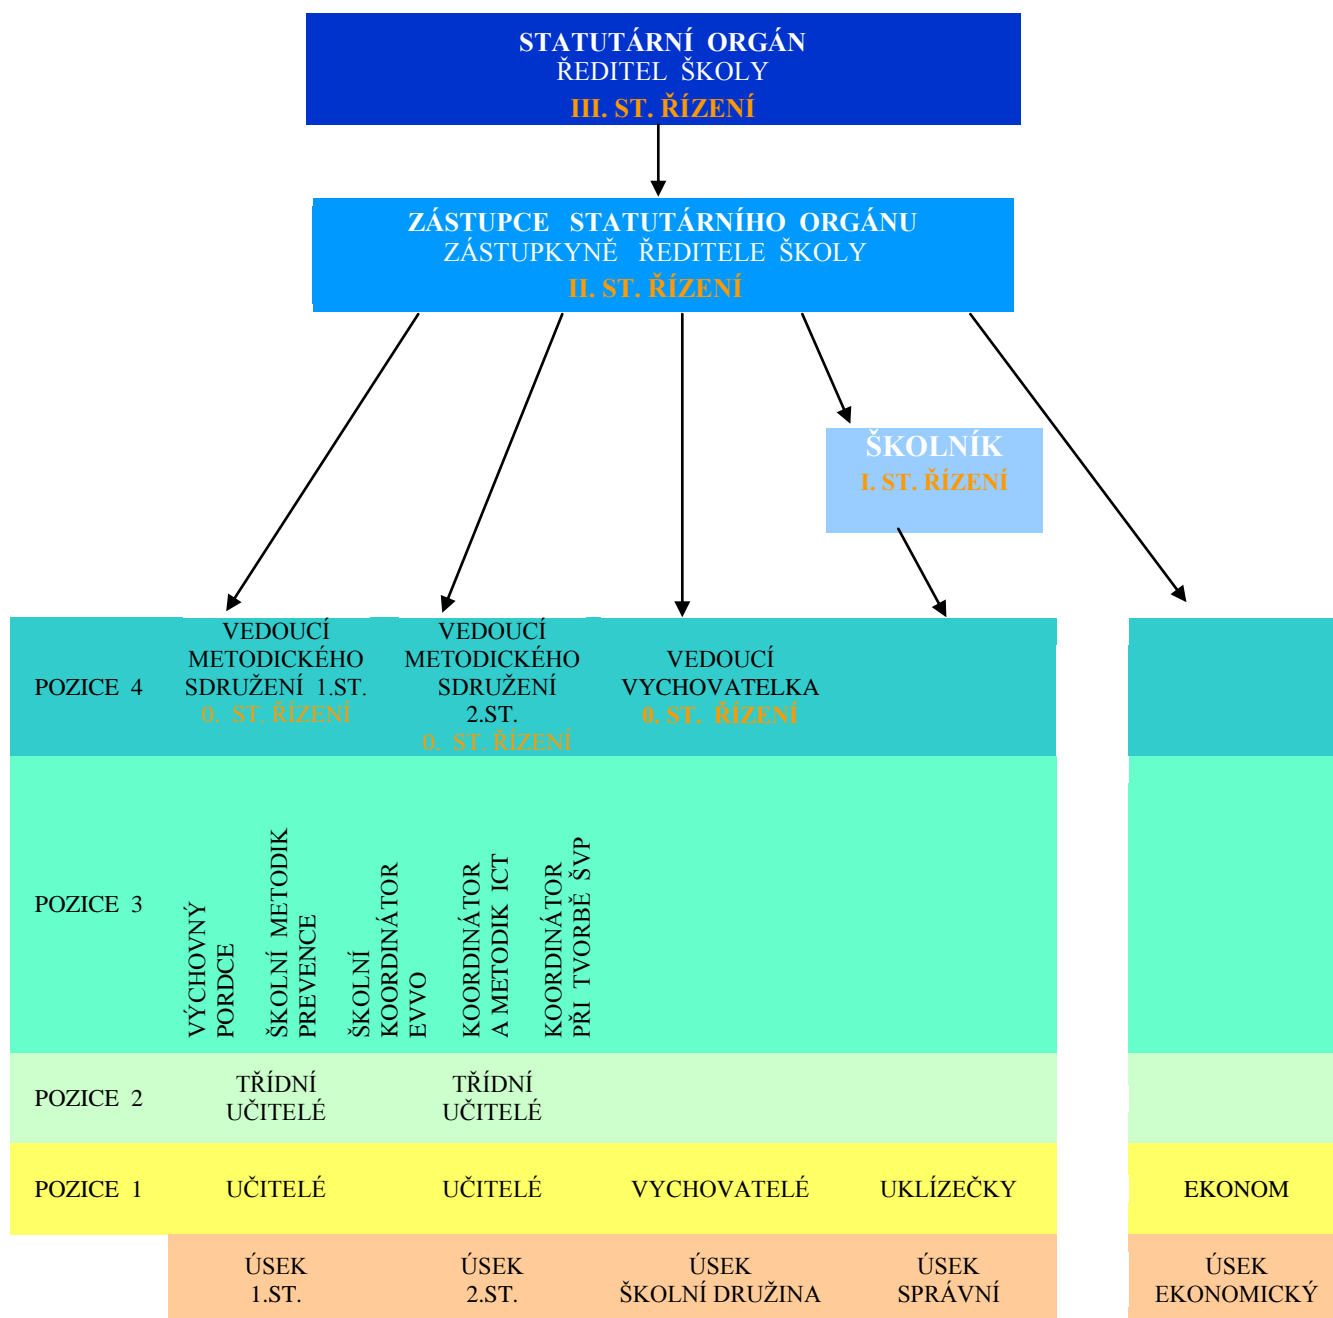 STATUTÁRNÍ ORGÁN
ŘEDITEL ŠKOLY
III. ST. ŘÍZENÍ
ZÁSTUPCE STATUTÁRNÍHO ORGÁNU
ZÁSTUPKYNĚ ŘEDITELE ŠKOLY
II. ST. ŘÍZENÍ
ŠKOLNÍK
I. ST. ŘÍZENÍ
POZICE 4
VEDOUCÍ
METODICKÉHO
SDRUŽENÍ 1.ST.
0. ST. ŘÍZENÍ
VEDOUCÍ
METODICKÉHO
SDRUŽENÍ
2.ST.
0. ST. ŘÍZENÍ
VEDOUCÍ
VYCHOVATELKA
0. ST. ŘÍZENÍ
POZICE 3
VÝCHOVNÝ
PORDCE
ŠKOLNÍ METODIK
PREVENCE
ŠKOLNÍ
KOORDINÁTOR
EVVO
KOORDINÁTOR
A METODIK ICT
KOORDINÁTOR
PŘI TVORBĚ ŠVP
POZICE 2
TŘÍDNÍ
UČITELÉ
TŘÍDNÍ
UČITELÉ
POZICE 1
UČITELÉ
UČITELÉ
VYCHOVATELÉ
UKLÍZEČKY
EKONOM
ÚSEK
1.ST.
ÚSEK
2.ST.
ÚSEK
ŠKOLNÍ DRUŽINA
ÚSEK
SPRÁVNÍ
ÚSEK
EKONOMICKÝ